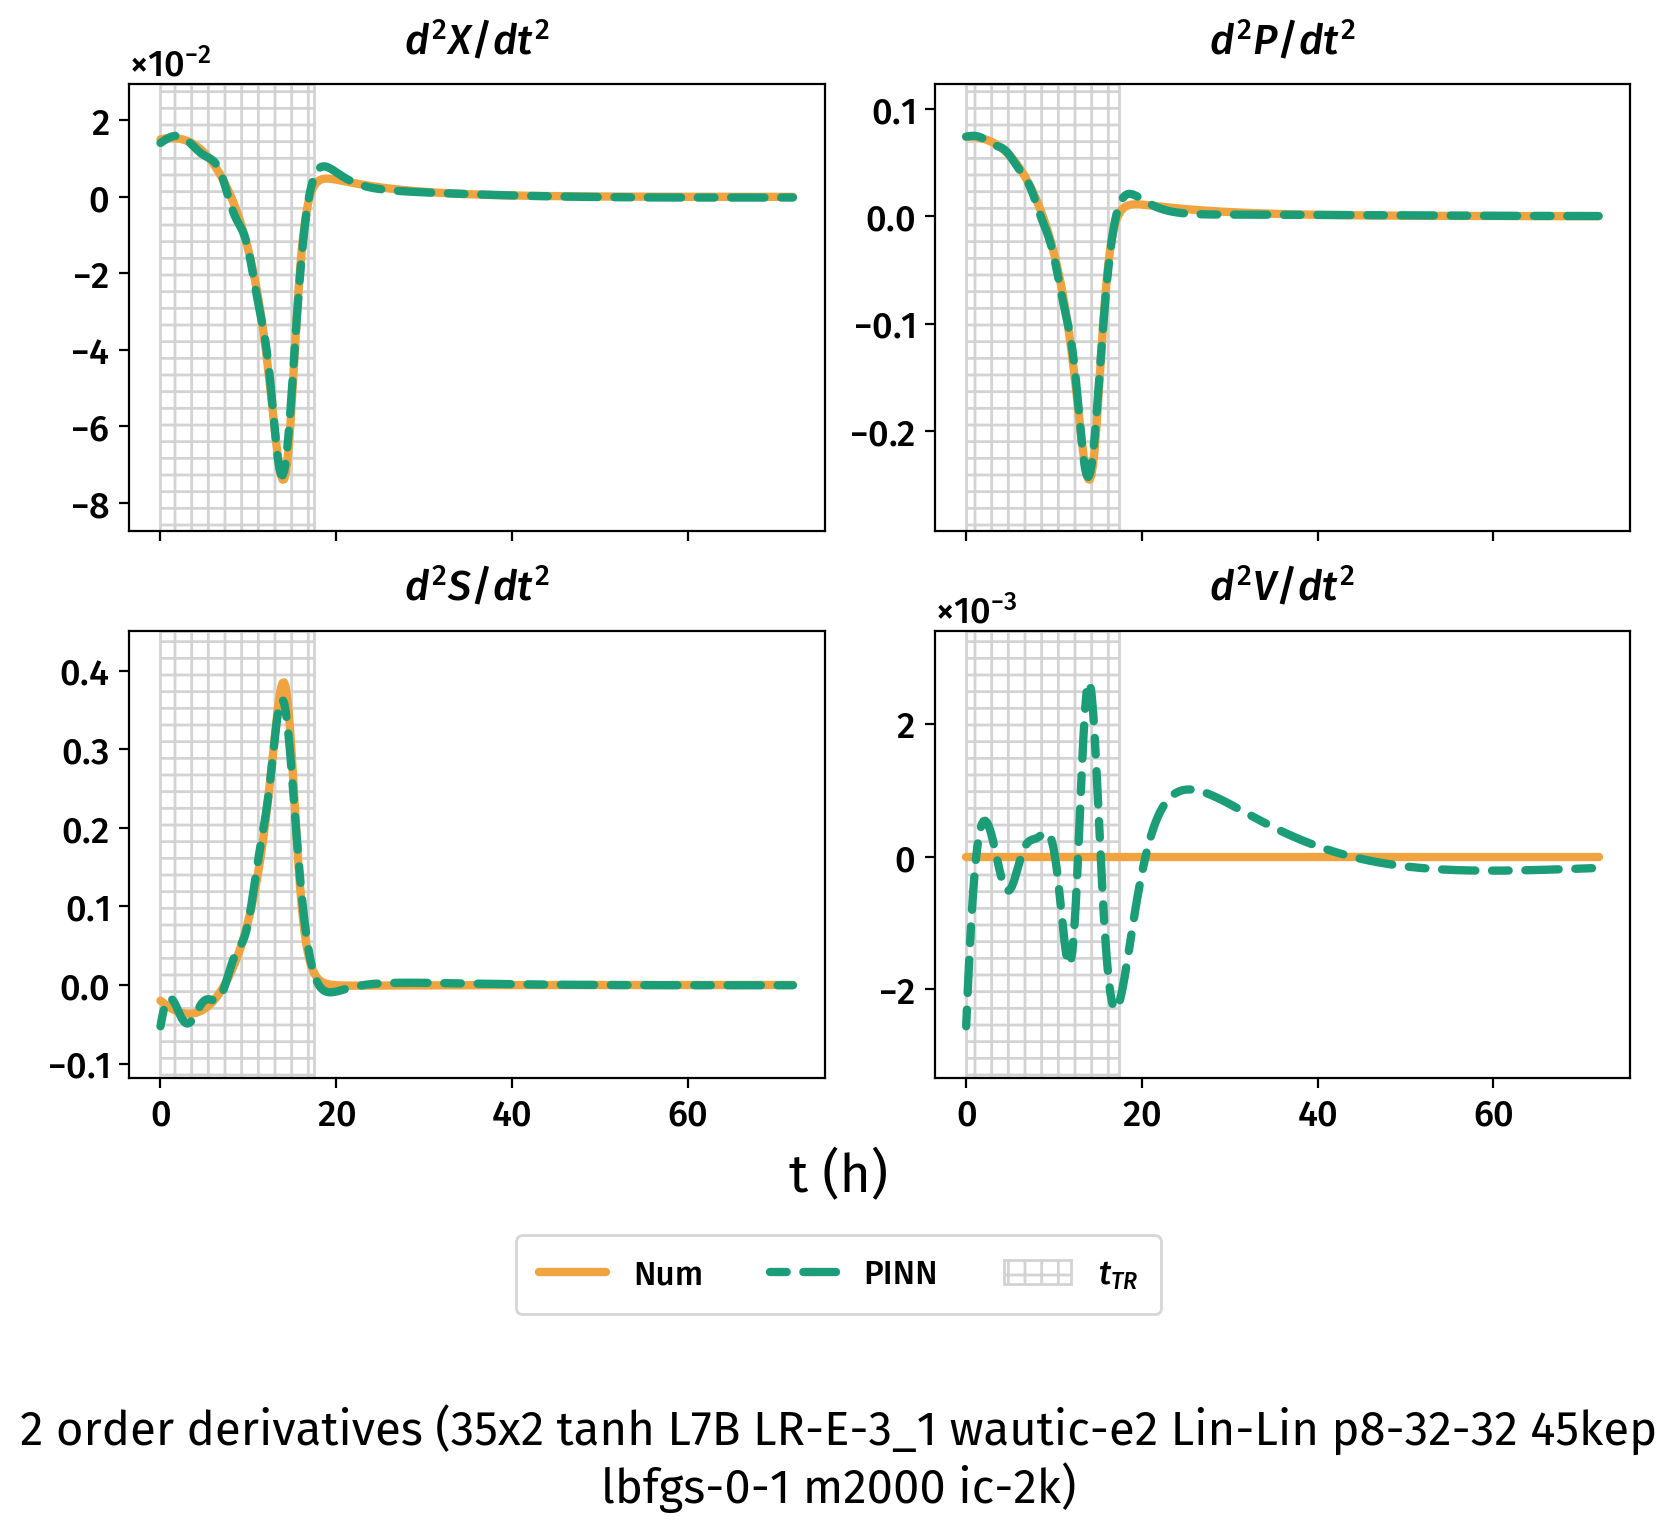 d²X/dt²
×10⁻²
2
0
−2
−4
−6
−8
d²P/dt²
0.1
0.0
−0.1
−0.2
d²S/dt²
0.4
0.3
0.2
0.1
0.0
−0.1
0 20 40 60
d²V/dt²
×10⁻³
2
0
−2
0 20 40 60
t (h)
Num PINN t_TR
2 order derivatives (35x2 tanh L7B LR-E-3_1 wautic-e2 Lin-Lin p8-32-32 45kep
lbfgs-0-1 m2000 ic-2k)